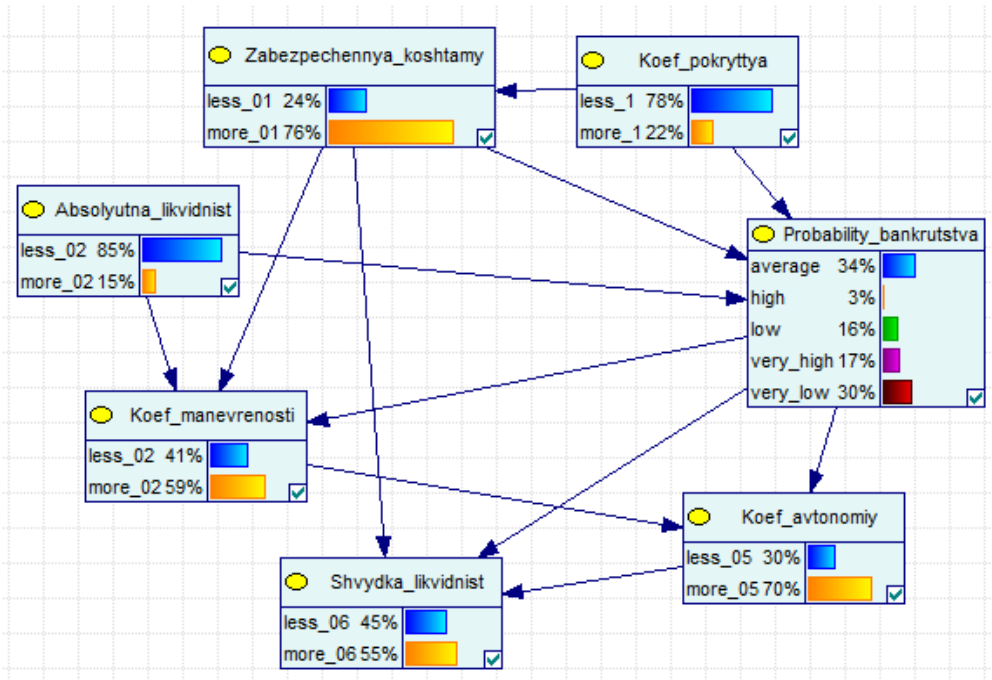 Zabezpechennya_koshtamy
less_01 24%
more_01 76%
Koef_pokryttya
less_1 78%
more_1 22%
Absolyutna_likvidnist
less_02 85%
more_02 15%
Probability_bankrutstva
average 34%
high 3%
low 16%
very_high 17%
very_low 30%
Koef_manevrenosti
less_02 41%
more_02 59%
Koef_avtonomiy
less_05 30%
more_05 70%
Shvydka_likvidnist
less_06 45%
more_06 55%